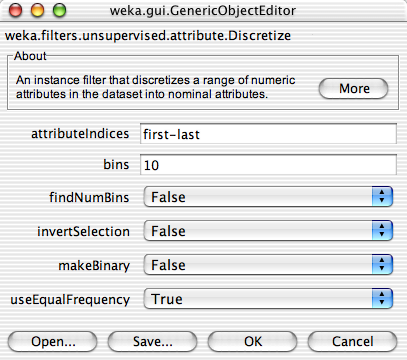 weka.gui.GenericObjectEditor
weka.filters.unsupervised.attribute.Discretize
About
An instance filter that discretizes a range of numeric
attributes in the dataset into nominal attributes.
More
attributeIndices first-last
bins 10
findNumBins False
invertSelection False
makeBinary False
useEqualFrequency True
Open... Save... OK Cancel